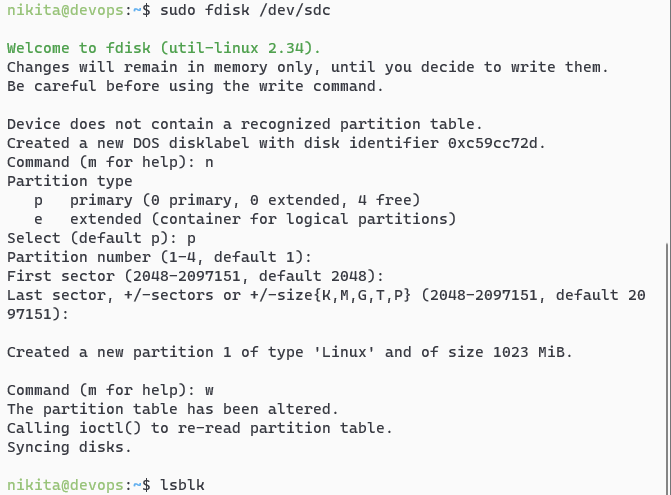 nikita@devops:~$ sudo fdisk /dev/sdc
Welcome to fdisk (util-linux 2.34).
Changes will remain in memory only, until you decide to write them.
Be careful before using the write command.
Device does not contain a recognized partition table.
Created a new DOS disklabel with disk identifier 0xc59cc72d.
Command (m for help): n
Partition type
   p   primary (0 primary, 0 extended, 4 free)
   e   extended (container for logical partitions)
Select (default p): p
Partition number (1-4, default 1):
First sector (2048-2097151, default 2048):
Last sector, +/-sectors or +/-size{K,M,G,T,P} (2048-2097151, default 20
97151):
Created a new partition 1 of type 'Linux' and of size 1023 MiB.
Command (m for help): w
The partition table has been altered.
Calling ioctl() to re-read partition table.
Syncing disks.
nikita@devops:~$ lsblk